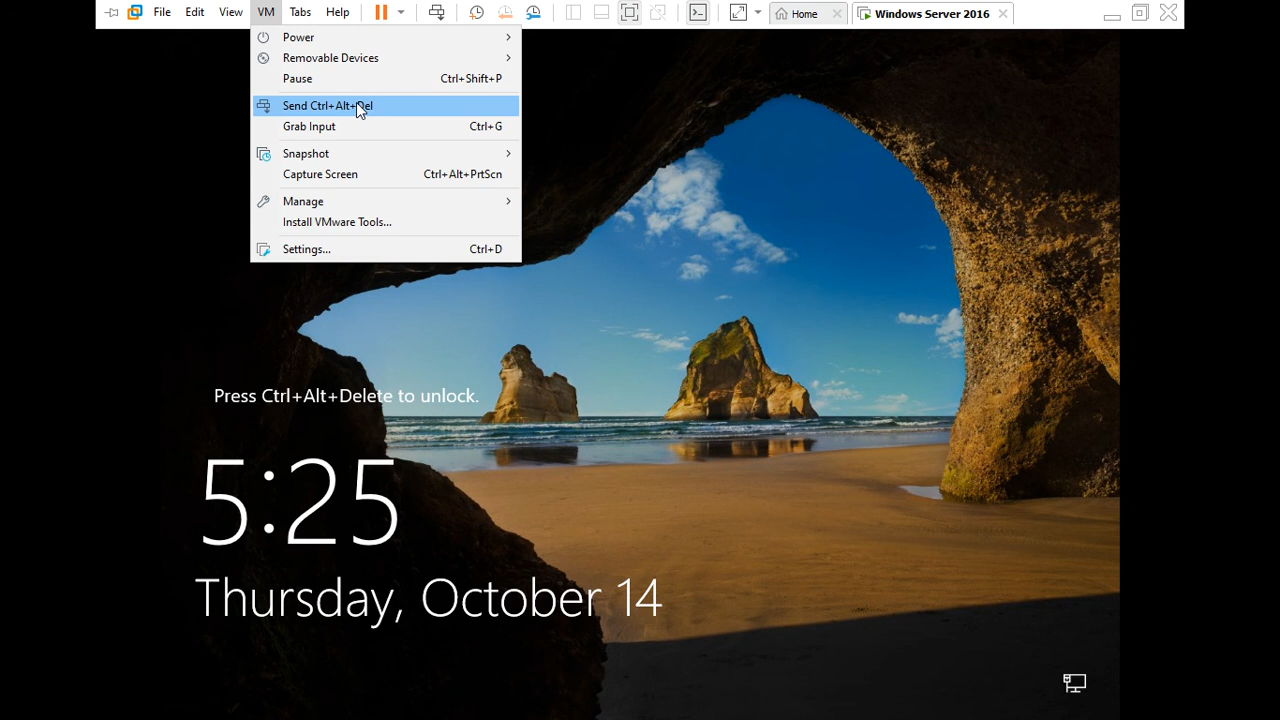 File Edit View VM Tabs Help Home Windows Server 2016
Power
Removable Devices
Pause Ctrl+Shift+P
Send Ctrl+Alt+Del
Grab Input Ctrl+G
Snapshot
Capture Screen Ctrl+Alt+PrtScn
Manage
Install VMware Tools...
Settings... Ctrl+D
Press Ctrl+Alt+Delete to unlock.
5:25
Thursday, October 14